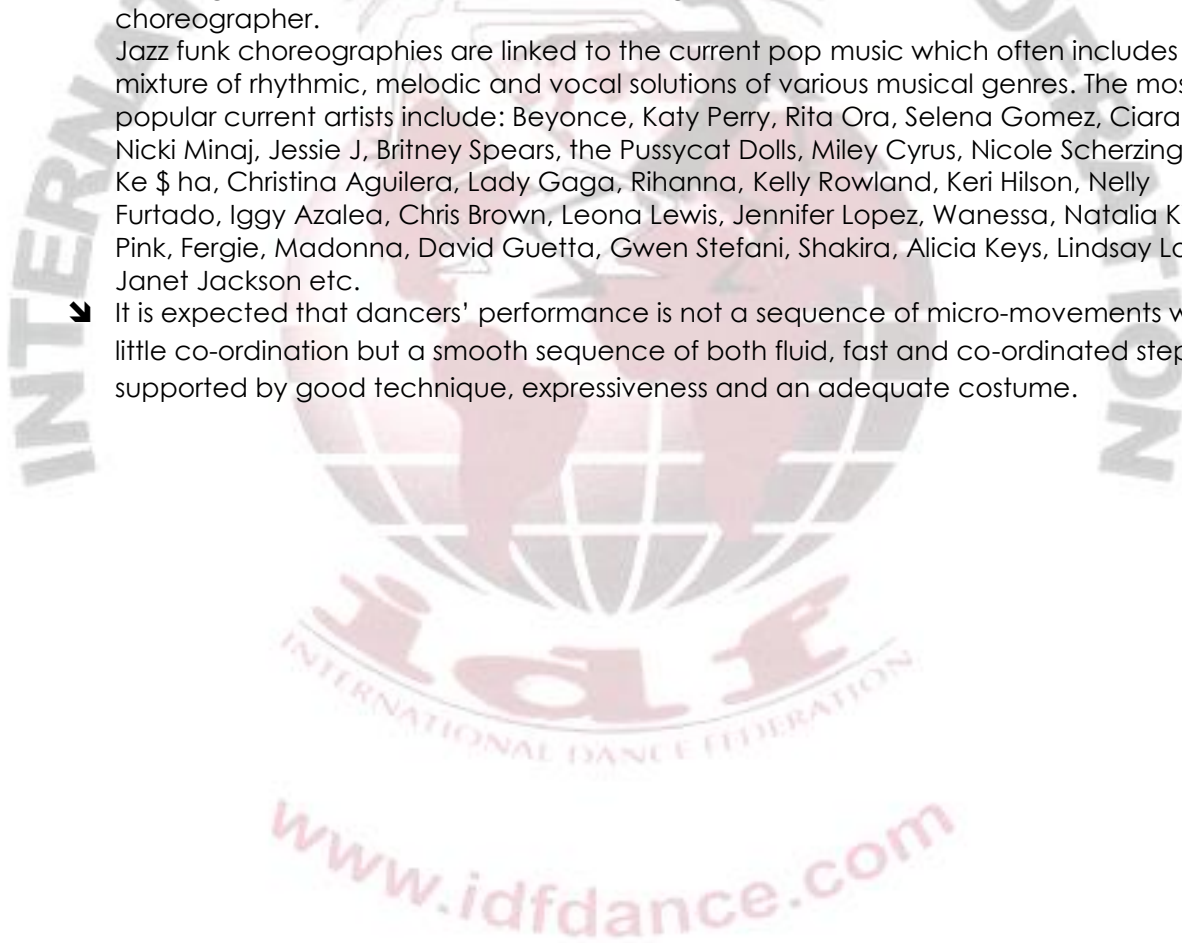 choreographer.
Jazz funk choreographies are linked to the current pop music which often includes
mixture of rhythmic, melodic and vocal solutions of various musical genres. The
popular current artists include: Beyonce, Katy Perry, Rita Ora, Selena Gomez, Ciara
Nicki Minaj, Jessie J, Britney Spears, the Pussycat Dolls, Miley Cyrus, Nicole
Ke $ ha, Christina Aguilera, Lady Gaga, Rihanna, Kelly Rowland, Keri Hilson, Nelly
Furtado, Iggy Azalea, Chris Brown, Leona Lewis, Jennifer Lopez, Wanessa, Natalia
Pink, Fergie, Madonna, David Guetta, Gwen Stefani, Shakira, Alicia Keys, Lindsay
Janet Jackson etc.
It is expected that dancers' performance is not a sequence of micro-movements
little co-ordination but a smooth sequence of both fluid, fast and co-ordinated
supported by good technique, expressiveness and an adequate costume.
idf
INTERNATIONAL DANCE FEDERATION
www.idfdance.com